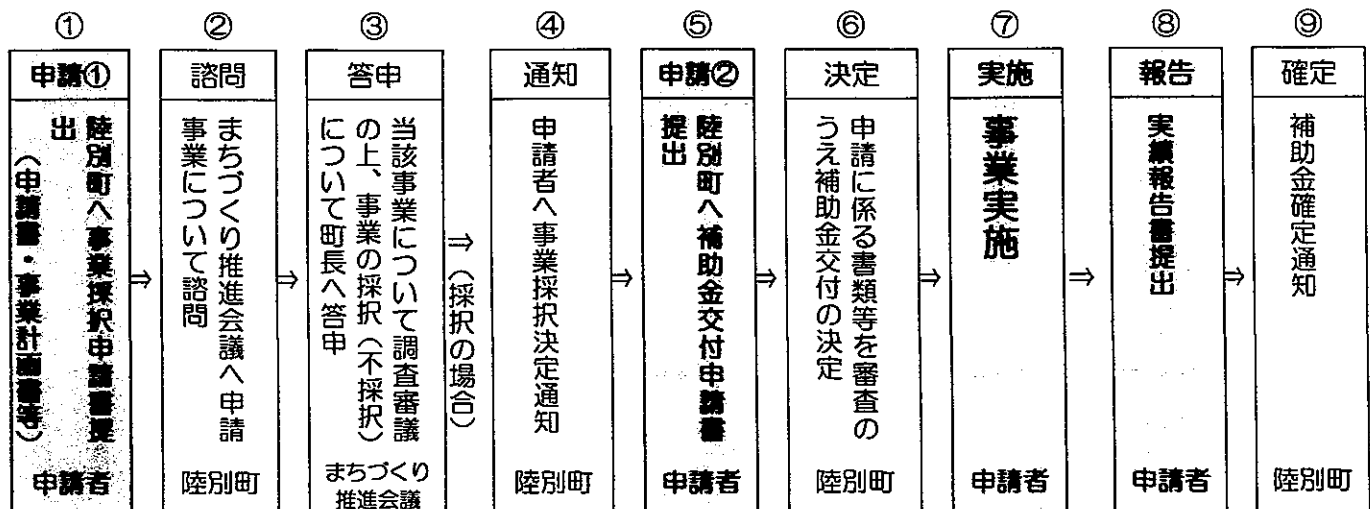 ①
申請①
陸別町へ事業採択申請書提
出
（申請書・事業計画書等）
申請者
⇒
②
諮問
まちづくり推進会議へ申請
事業について諮問
陸別町
⇒
③
答申
当該事業について調査審議
の上、事業の採択（不採択）
について町長へ答申
まちづくり
推進会議
⇒（採択の場合）
④
通知
申請者へ事業採択決定通知
陸別町
⇒
⑤
申請②
陸別町へ補助金交付申請書
提出
申請者
⇒
⑥
決定
申請に係る書類等を審査の
うえ補助金交付の決定
陸別町
⇒
⑦
実施
事業実施
申請者
⇒
⑧
報告
実績報告書提出
申請者
⇒
⑨
確定
補助金確定通知
陸別町